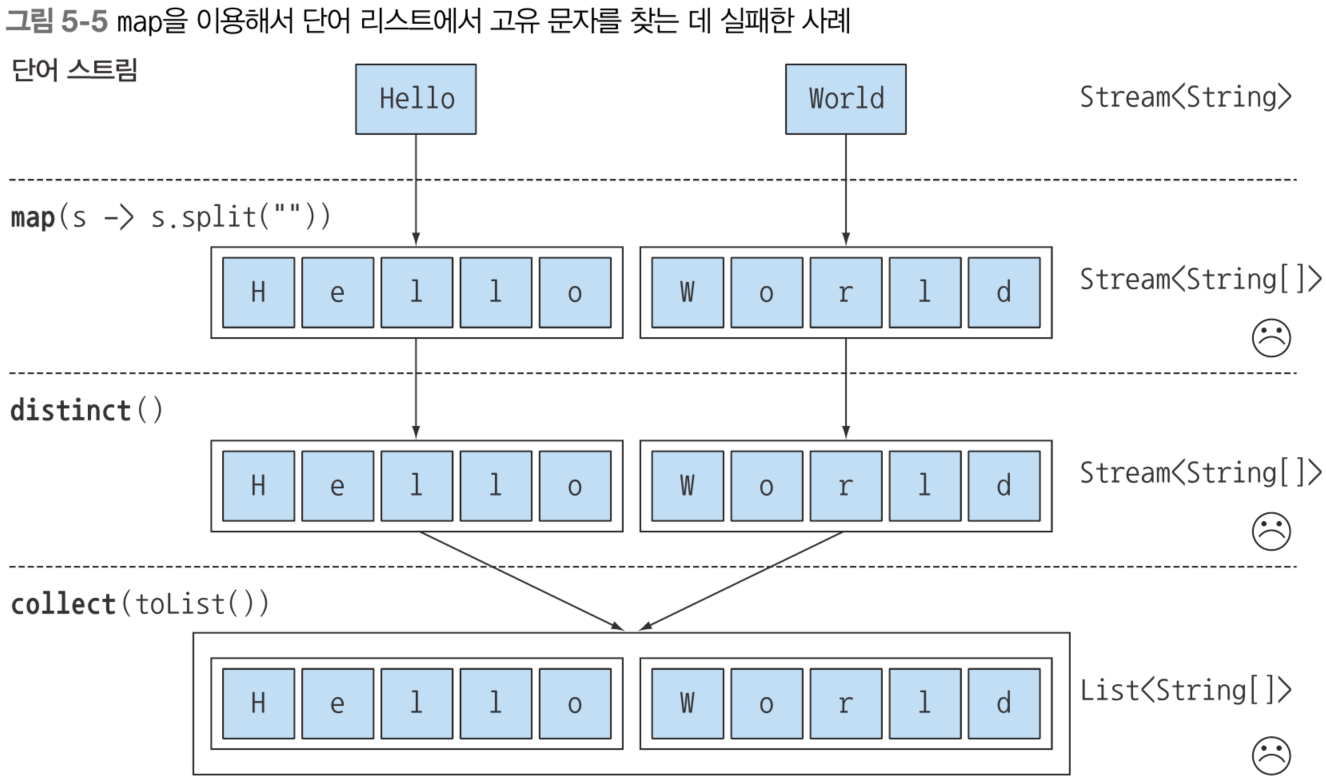 그림 5-5 map을 이용해서 단어 리스트에서 고유 문자를 찾는 데 실패한 사례
단어 스트림
Hello World Stream<String>
map(s -> s.split(""))
H e l l o W o r l d Stream<String[]>
distinct()
H e l l o W o r l d Stream<String[]>
collect(toList())
H e l l o W o r l d List<String[]>